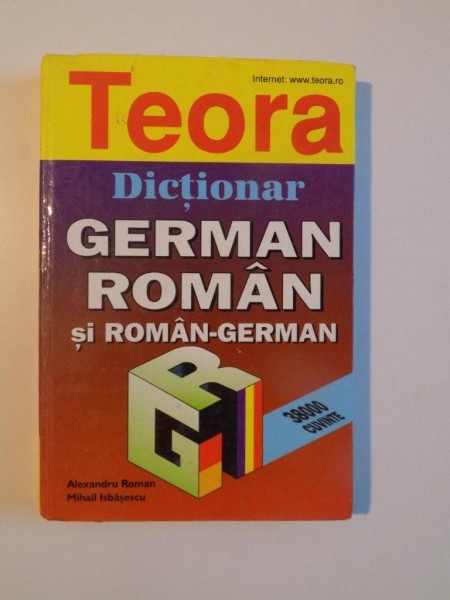 Internet: www.teora.ro
Teora
Dicționar
GERMAN
ROMÂN
și ROMÂN-GERMAN
R
G
38000
CUVINTE
Alexandru Roman
Mihail Isbășescu